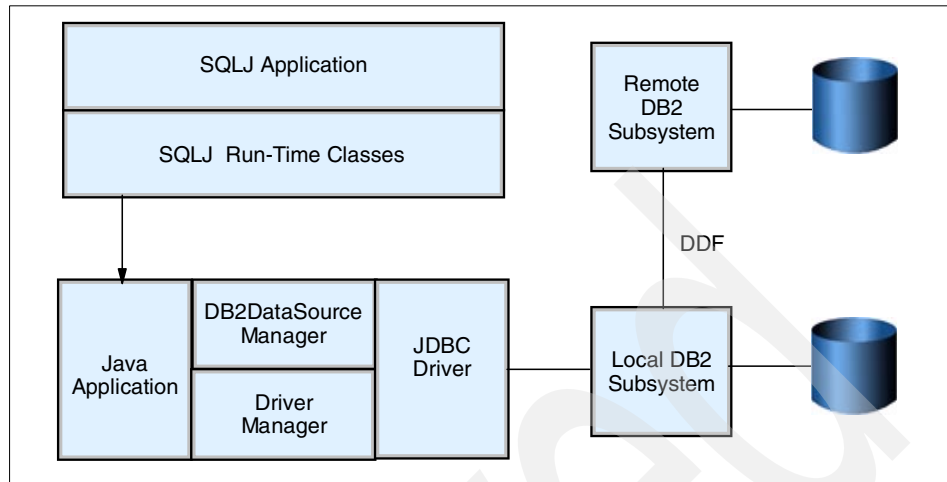 SQLJ Application
SQLJ Run-Time Classes
Remote
DB2
Subsystem
DDF
Java
Application
DB2DataSource
Manager
Driver
Manager
JDBC
Driver
Local DB2
Subsystem